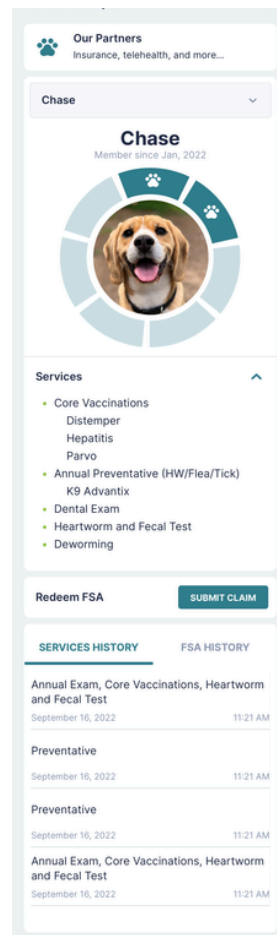 Our Partners
Insurance, telehealth, and more...
Chase
Chase
Member since Jan, 2022
Services
• Core Vaccinations
Distemper
Hepatitis
Parvo
• Annual Preventative (HW/Flea/Tick)
K9 Advantix
• Dental Exam
• Heartworm and Fecal Test
• Deworming
Redeem FSA
SUBMIT CLAIM
SERVICES HISTORY FSA HISTORY
Annual Exam, Core Vaccinations, Heartworm
and Fecal Test
September 16, 2022 11:21 AM
Preventative
September 16, 2022 11:21 AM
Preventative
September 16, 2022 11:21 AM
Annual Exam, Core Vaccinations, Heartworm
and Fecal Test
September 16, 2022 11:21 AM